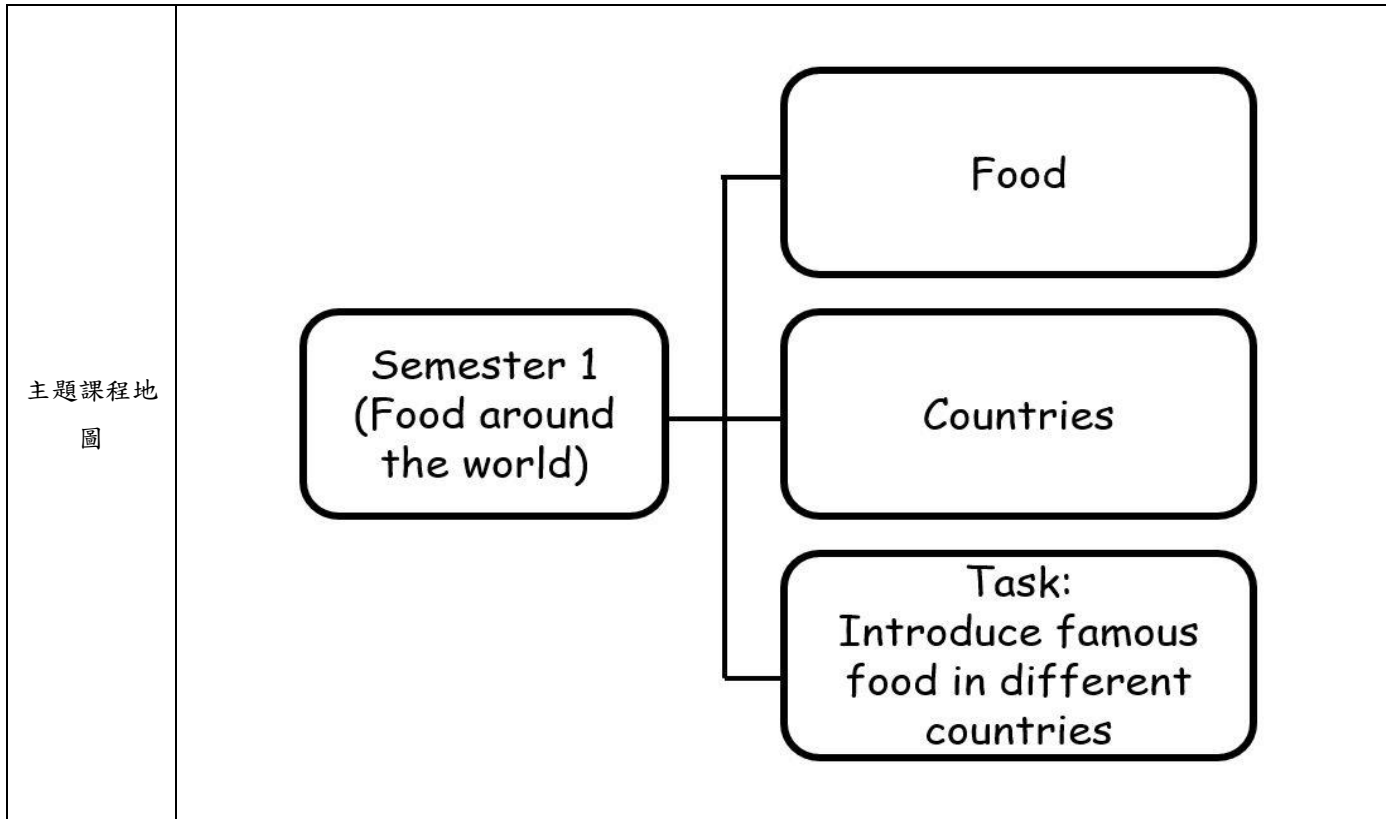 主題課程地
圖
Semester 1
(Food around
the world)
Food
Countries
Task:
Introduce famous
food in different
countries